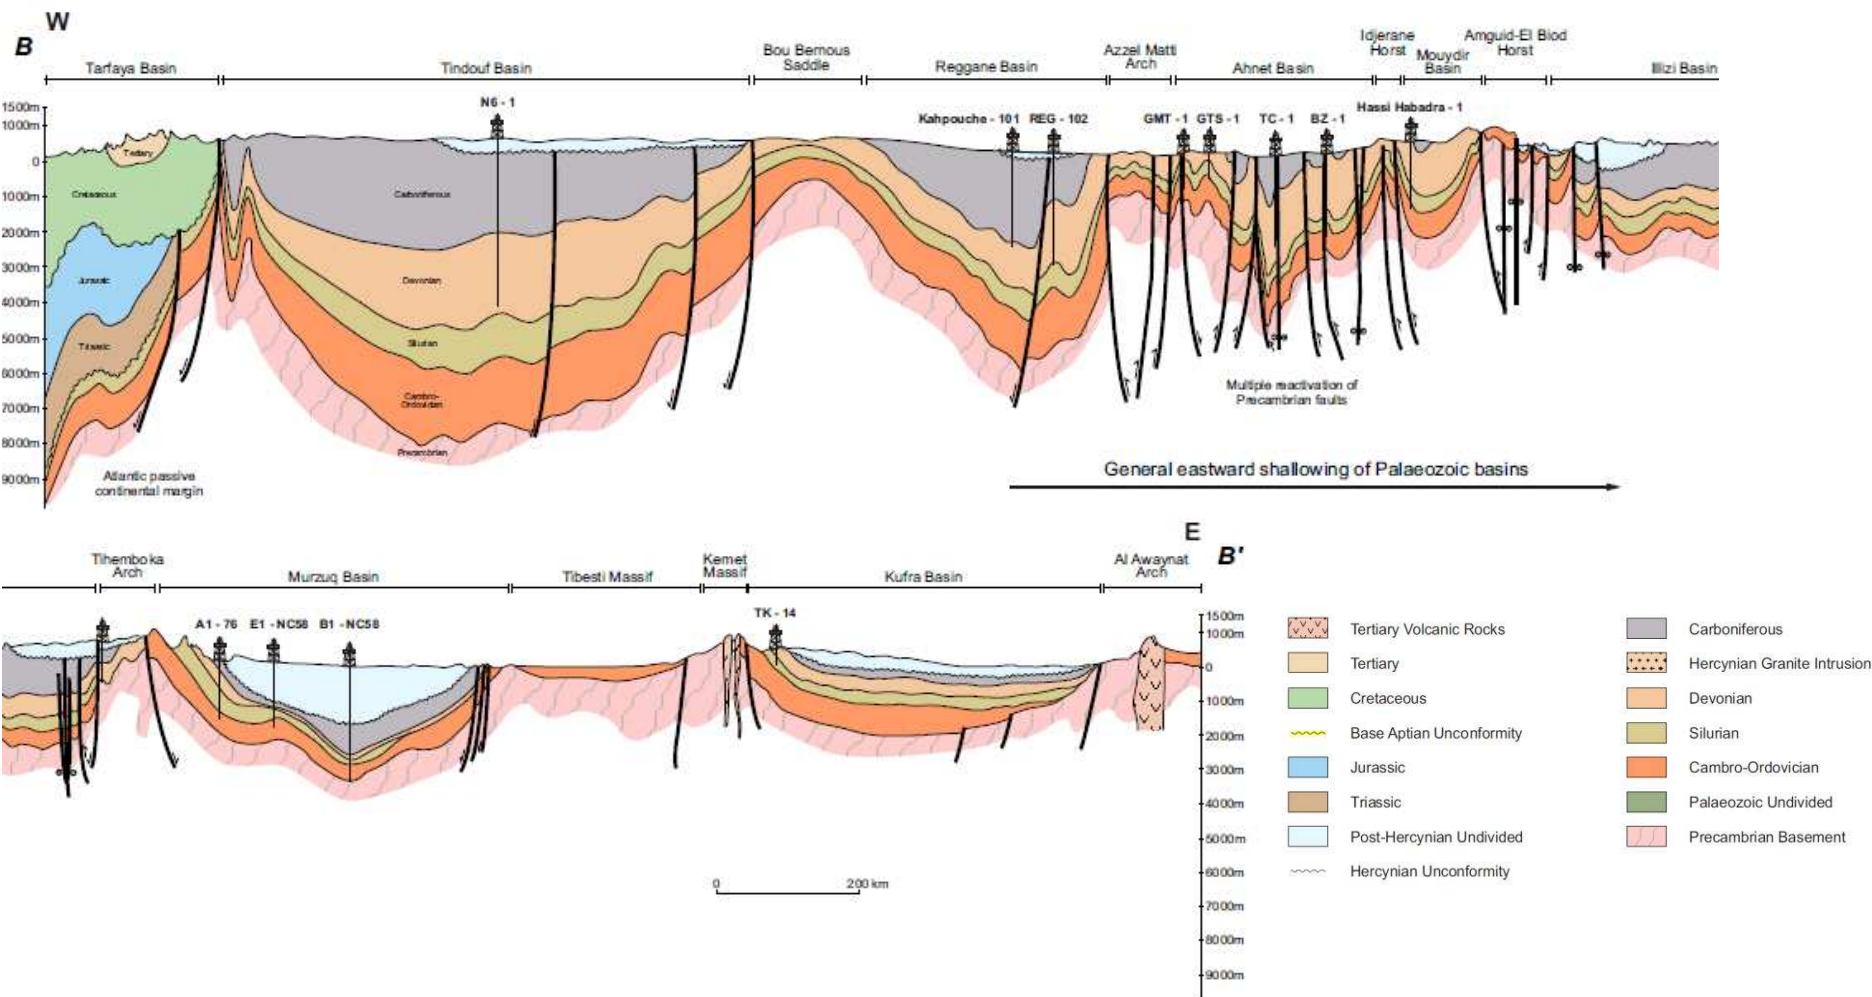 W
B
Tarfaya Basin
Tindouf Basin
Bou Bernous
Saddle
Reggane Basin
Azzel Matti
Arch
Ahnet Basin
Idjerane
Horst
Mouydir
Basin
Amguid-El Biod
Horst
Illizi Basin
N6 - 1
Kahpouche - 101
REG - 102
GMT - 1
GTS - 1
TC - 1
BZ - 1
Hassi Habadra - 1
1500m
1000m
0
1000m
2000m
3000m
4000m
5000m
6000m
7000m
8000m
9000m
Tertiary
Cretaceous
Jurassic
Triassic
Carboniferous
Devonian
Silurian
Cambro-
Ordovician
Precambrian
Atlantic passive
continental margin
Multiple reactivation of
Precambrian faults
General eastward shallowing of Palaeozoic basins
E
B'
Tihemboka
Arch
Murzuq Basin
Tibesti Massif
Kemet
Massif
Kufra Basin
Al Awaynat
Arch
A1 - 76
E1 - NC58
B1 - NC58
TK - 14
1500m
1000m
0
1000m
2000m
3000m
4000m
5000m
6000m
7000m
8000m
9000m
0
200 km
Tertiary Volcanic Rocks
Tertiary
Cretaceous
Base Aptian Unconformity
Jurassic
Triassic
Post-Hercynian Undivided
Hercynian Unconformity
Carboniferous
Hercynian Granite Intrusion
Devonian
Silurian
Cambro-Ordovician
Palaeozoic Undivided
Precambrian Basement